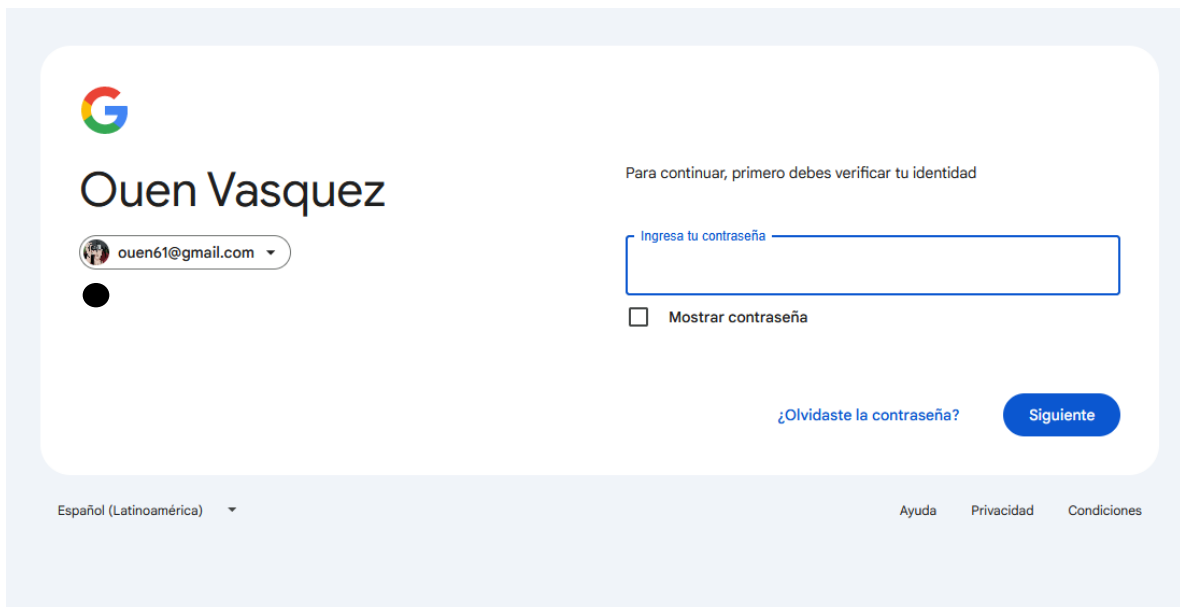 Ouen Vasquez
ouen61@gmail.com
Para continuar, primero debes verificar tu identidad
Ingresa tu contraseña
Mostrar contraseña
¿Olvidaste la contraseña?
Siguiente
Español (Latinoamérica)
Ayuda
Privacidad
Condiciones